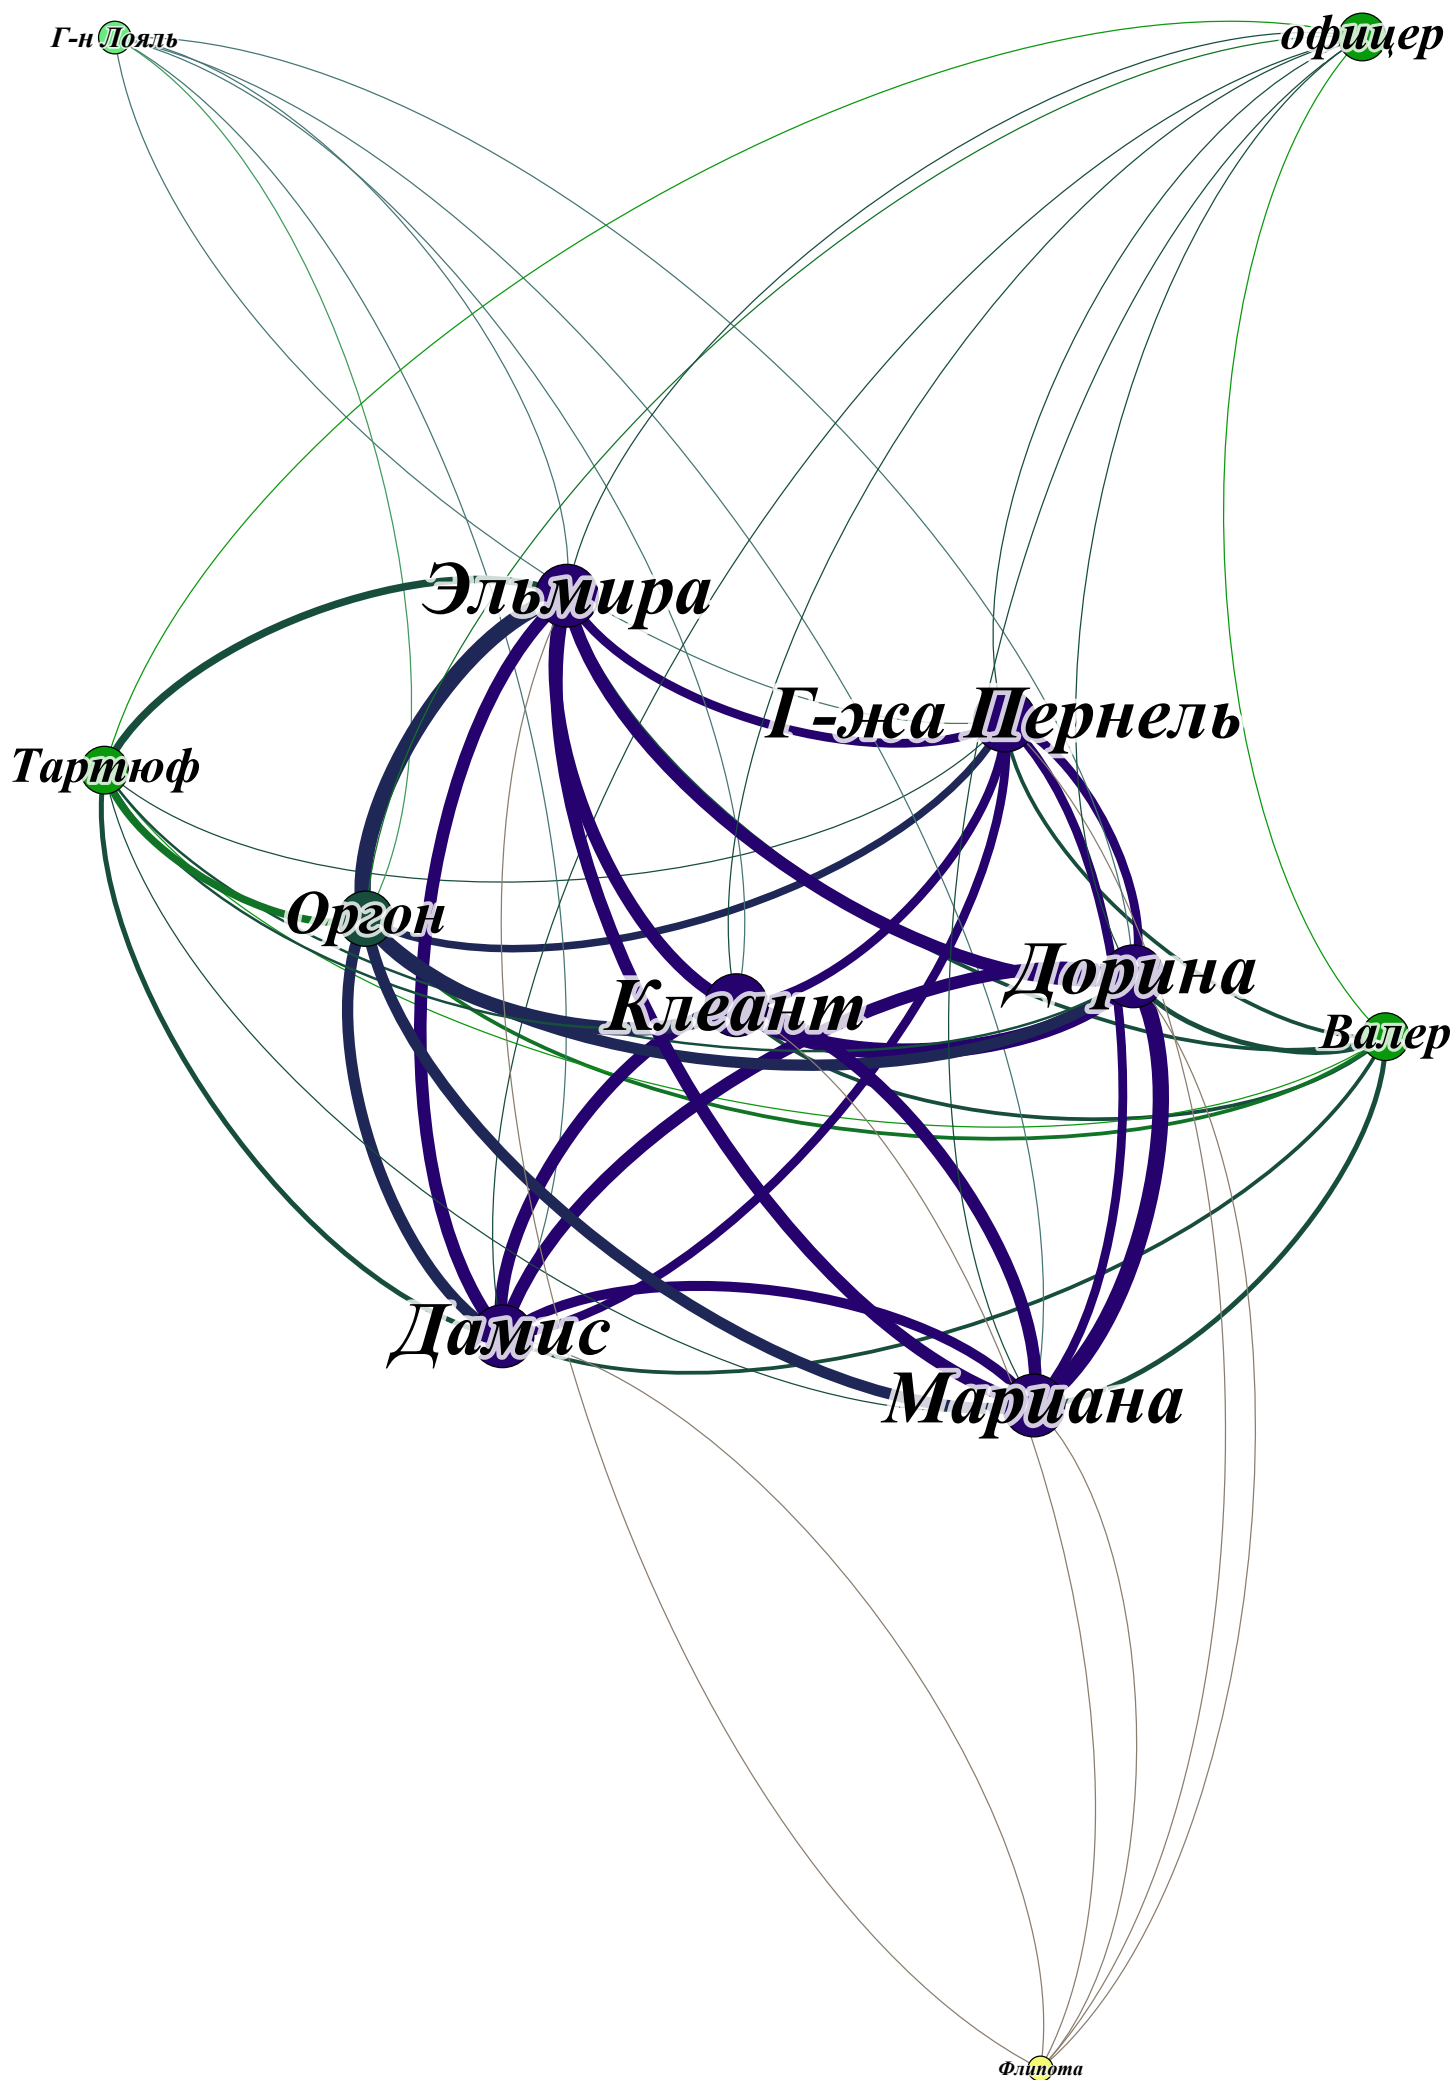 Г-н Лояль
офицер
Эльмира
Г-жа Пернель
Тартюф
Оргон
Дорина
Клеант
Валер
Дамис
Мариана
Флипота